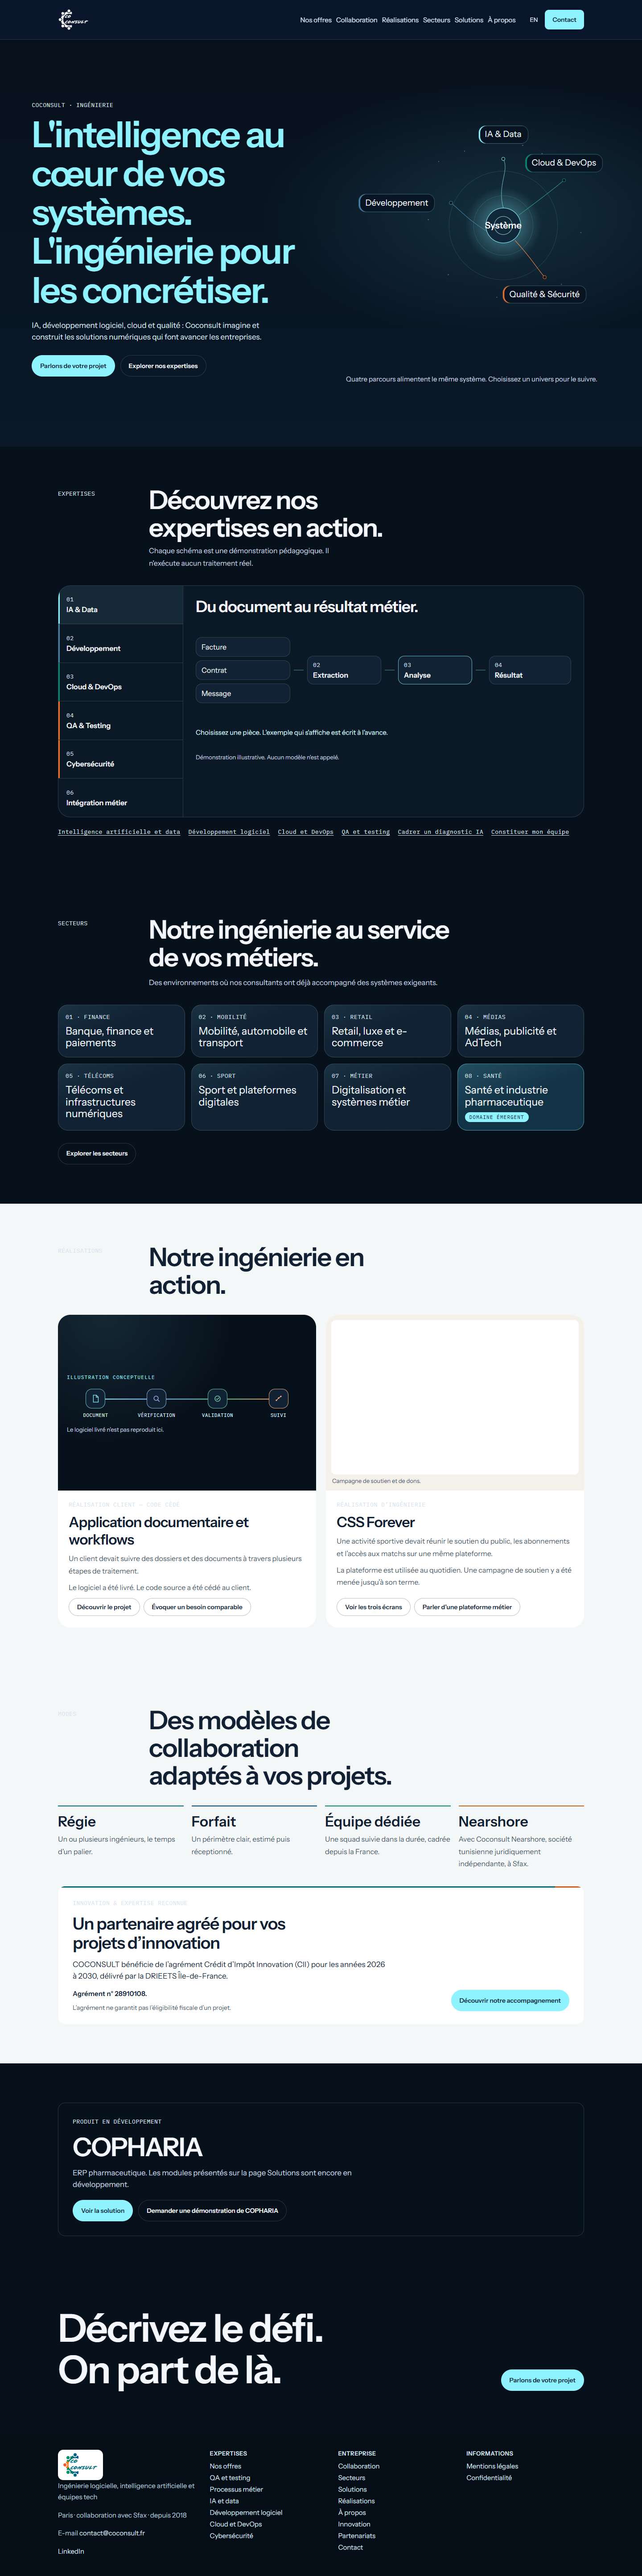 CO
CONSULT
Nos offres Collaboration Réalisations Secteurs Solutions À propos EN Contact
COCONSULT · INGÉNIERIE
L'intelligence au
cœur de vos
systèmes.
L'ingénierie pour
les concrétiser.
IA, développement logiciel, cloud et qualité : Coconsult imagine et
construit les solutions numériques qui font avancer les entreprises.
Parlons de votre projet Explorer nos expertises
IA & Data
Cloud & DevOps
Développement
Système
Qualité & Sécurité
Quatre parcours alimentent le même système. Choisissez un univers pour le suivre.
EXPERTISES
Découvrez nos
expertises en action.
Chaque schéma est une démonstration pédagogique. Il
n'exécute aucun traitement réel.
01
IA & Data
02
Développement
03
Cloud & DevOps
04
QA & Testing
05
Cybersécurité
06
Intégration métier
Du document au résultat métier.
Facture
Contrat
Message
02
Extraction
03
Analyse
04
Résultat
Choisissez une pièce. L'exemple qui s'affiche est écrit à l'avance.
Démonstration illustrative. Aucun modèle n'est appelé.
Intelligence artificielle et data Développement logiciel Cloud et DevOps QA et testing Cadrer un diagnostic IA Constituer mon équipe
SECTEURS
Notre ingénierie au service
de vos métiers.
Des environnements où nos consultants ont déjà accompagné des systèmes exigeants.
01 · FINANCE
Banque, finance et
paiements
02 · MOBILITÉ
Mobilité, automobile et
transport
03 · RETAIL
Retail, luxe et e-
commerce
04 · MÉDIAS
Médias, publicité et
AdTech
05 · TÉLÉCOMS
Télécoms et
infrastructures
numériques
06 · SPORT
Sport et plateformes
digitales
07 · MÉTIER
Digitalisation et
systèmes métier
08 · SANTÉ
Santé et industrie
pharmaceutique
DOMAINE ÉMERGENT
Explorer les secteurs
RÉALISATIONS
Notre ingénierie en
action.
ILLUSTRATION CONCEPTUELLE
DOCUMENT VÉRIFICATION VALIDATION SUIVI
Le logiciel livré n'est pas reproduit ici.
RÉALISATION CLIENT — CODE CÉDÉ
Application documentaire et
workflows
Un client devait suivre des dossiers et des documents à travers plusieurs
étapes de traitement.
Le logiciel a été livré. Le code source a été cédé au client.
Découvrir le projet Évoquer un besoin comparable
Campagne de soutien et de dons.
RÉALISATION D'INGÉNIERIE
CSS Forever
Une activité sportive devait réunir le soutien du public, les abonnements
et l'accès aux matchs sur une même plateforme.
La plateforme est utilisée au quotidien. Une campagne de soutien y a été
menée jusqu'à son terme.
Voir les trois écrans Parler d'une plateforme métier
Des modèles de
collaboration
adaptés à vos projets.
Régie
Un ou plusieurs ingénieurs, le temps
d'un palier.
Forfait
Un périmètre clair, estimé puis
réceptionné.
Équipe dédiée
Une squad suivie dans la durée, cadrée
depuis la France.
Nearshore
Avec Coconsult Nearshore, société
tunisienne juridiquement
indépendante, à Sfax.
INNOVATION & EXPERTISE RECONNUE
Un partenaire agréé pour vos
projets d'innovation
COCONSULT bénéficie de l'agrément Crédit d'Impôt Innovation (CII) pour les années 2026
à 2030, délivré par la DRIEETS Île-de-France.
Agrément n° 28910108.
L'agrément ne garantit pas l'éligibilité fiscale d'un projet.
Découvrir notre accompagnement
PRODUIT EN DÉVELOPPEMENT
COPHARIA
ERP pharmaceutique. Les modules présentés sur la page Solutions sont encore en
développement.
Voir la solution Demander une démonstration de COPHARIA
Décrivez le défi.
On part de là.
Parlons de votre projet
CO
CONSULT
Ingénierie logicielle, intelligence artificielle et
équipes tech
Paris · collaboration avec Sfax · depuis 2018
E-mail contact@coconsult.fr
LinkedIn
EXPERTISES
Nos offres
QA et testing
Processus métier
IA et data
Développement logiciel
Cloud et DevOps
Cybersécurité
ENTREPRISE
Collaboration
Secteurs
Solutions
Réalisations
À propos
Innovation
Partenariats
Contact
INFORMATIONS
Mentions légales
Confidentialité